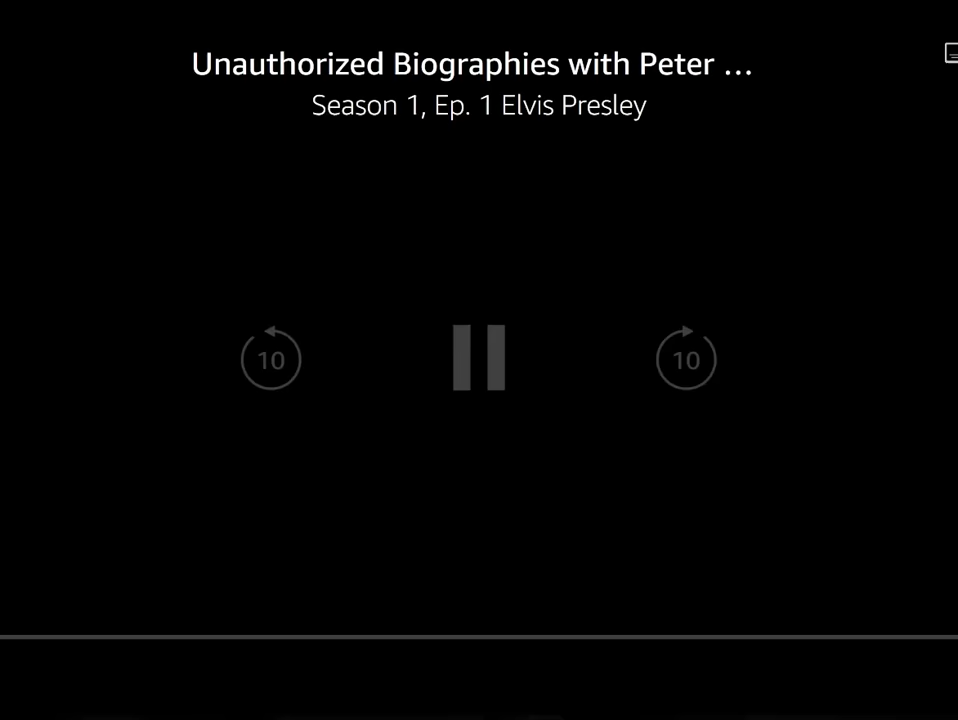 Unauthorized Biographies with Peter ...
Season 1, Ep. 1 Elvis Presley
10 10